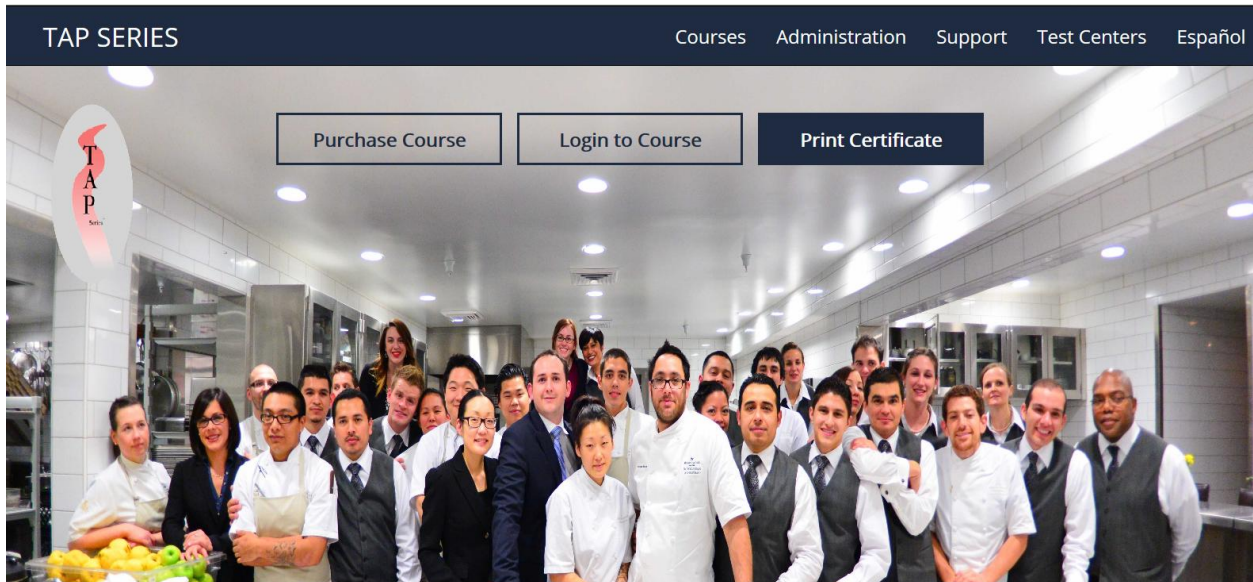 TAP SERIES
Courses Administration Support Test Centers Español
Purchase Course Login to Course Print Certificate
T
A
P
Series